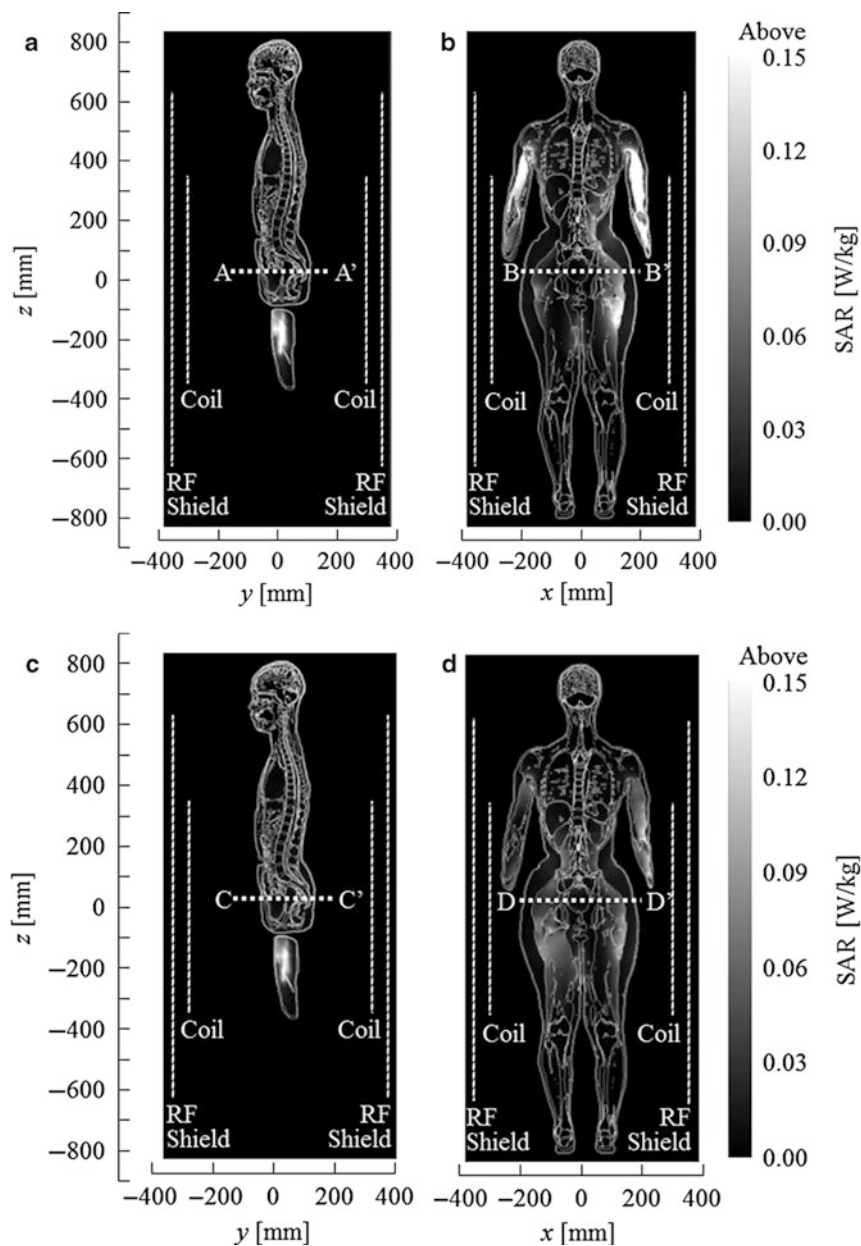 a
b
Above
800
600
400
200
0
−200
−400
−600
−800
z [mm]
A
A’
B
B’
Coil
Coil
Coil
Coil
RF
Shield
RF
Shield
RF
Shield
RF
Shield
0.15
0.12
0.09
0.06
0.03
0.00
SAR [W/kg]
−400 −200 0 200 400
y [mm]
−400 −200 0 200 400
x [mm]
c
d
Above
800
600
400
200
0
−200
−400
−600
−800
z [mm]
C
C’
D
D’
Coil
Coil
Coil
Coil
RF
Shield
RF
Shield
RF
Shield
RF
Shield
0.15
0.12
0.09
0.06
0.03
0.00
SAR [W/kg]
−400 −200 0 200 400
y [mm]
−400 −200 0 200 400
x [mm]